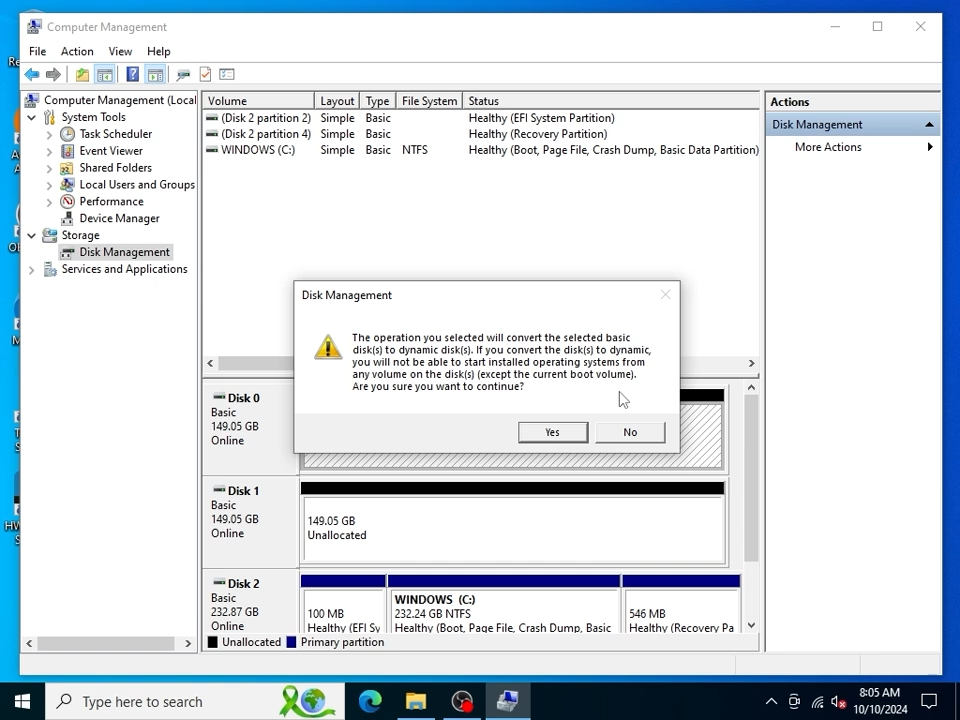 Computer Management
File Action View Help
Computer Management (Local
System Tools
Task Scheduler
Event Viewer
Shared Folders
Local Users and Groups
Performance
Device Manager
Storage
Disk Management
Services and Applications
Volume Layout Type File System Status
(Disk 2 partition 2) Simple Basic Healthy (EFI System Partition)
(Disk 2 partition 4) Simple Basic Healthy (Recovery Partition)
WINDOWS (C:) Simple Basic NTFS Healthy (Boot, Page File, Crash Dump, Basic Data Partition)
Actions
Disk Management
More Actions
Disk Management
The operation you selected will convert the selected basic
disk(s) to dynamic disk(s). If you convert the disk(s) to dynamic,
you will not be able to start installed operating systems from
any volume on the disk(s) (except the current boot volume).
Are you sure you want to continue?
Yes No
Disk 0
Basic
149.05 GB
Online
Disk 1
Basic
149.05 GB
Online
149.05 GB
Unallocated
Disk 2
Basic
232.87 GB
Online
100 MB
Healthy (EFI Sy
WINDOWS (C:)
232.24 GB NTFS
Healthy (Boot, Page File, Crash Dump, Basic
546 MB
Healthy (Recovery Pa
Unallocated Primary partition
Type here to search
8:05 AM
10/10/2024